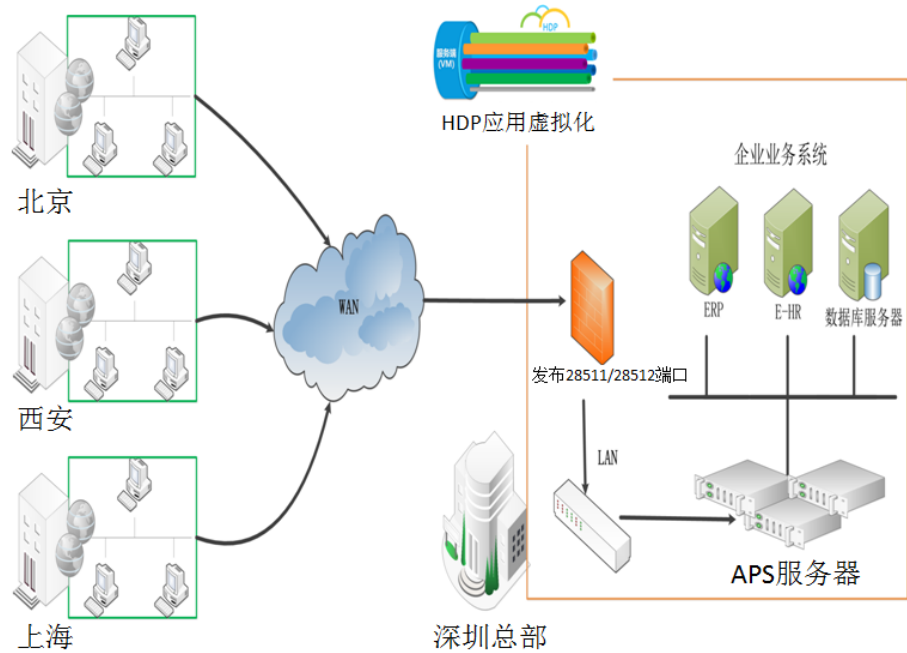 HDP
服务端
(VM)
HDP应用虚拟化
北京
企业业务系统
WAN
ERP
E-HR
数据库服务器
发布28511/28512端口
西安
LAN
APS服务器
上海
深圳总部